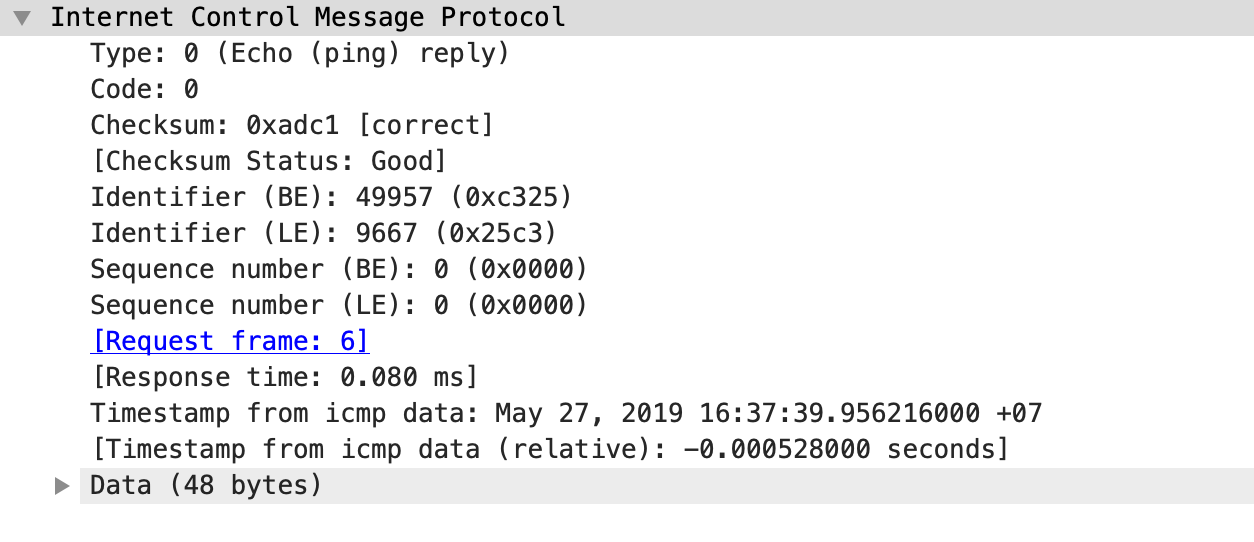 Internet Control Message Protocol
Type: 0 (Echo (ping) reply)
Code: 0
Checksum: 0xadc1 [correct]
[Checksum Status: Good]
Identifier (BE): 49957 (0xc325)
Identifier (LE): 9667 (0x25c3)
Sequence number (BE): 0 (0x0000)
Sequence number (LE): 0 (0x0000)
[Request frame: 6]
[Response time: 0.080 ms]
Timestamp from icmp data: May 27, 2019 16:37:39.956216000 +07
[Timestamp from icmp data (relative): -0.000528000 seconds]
Data (48 bytes)